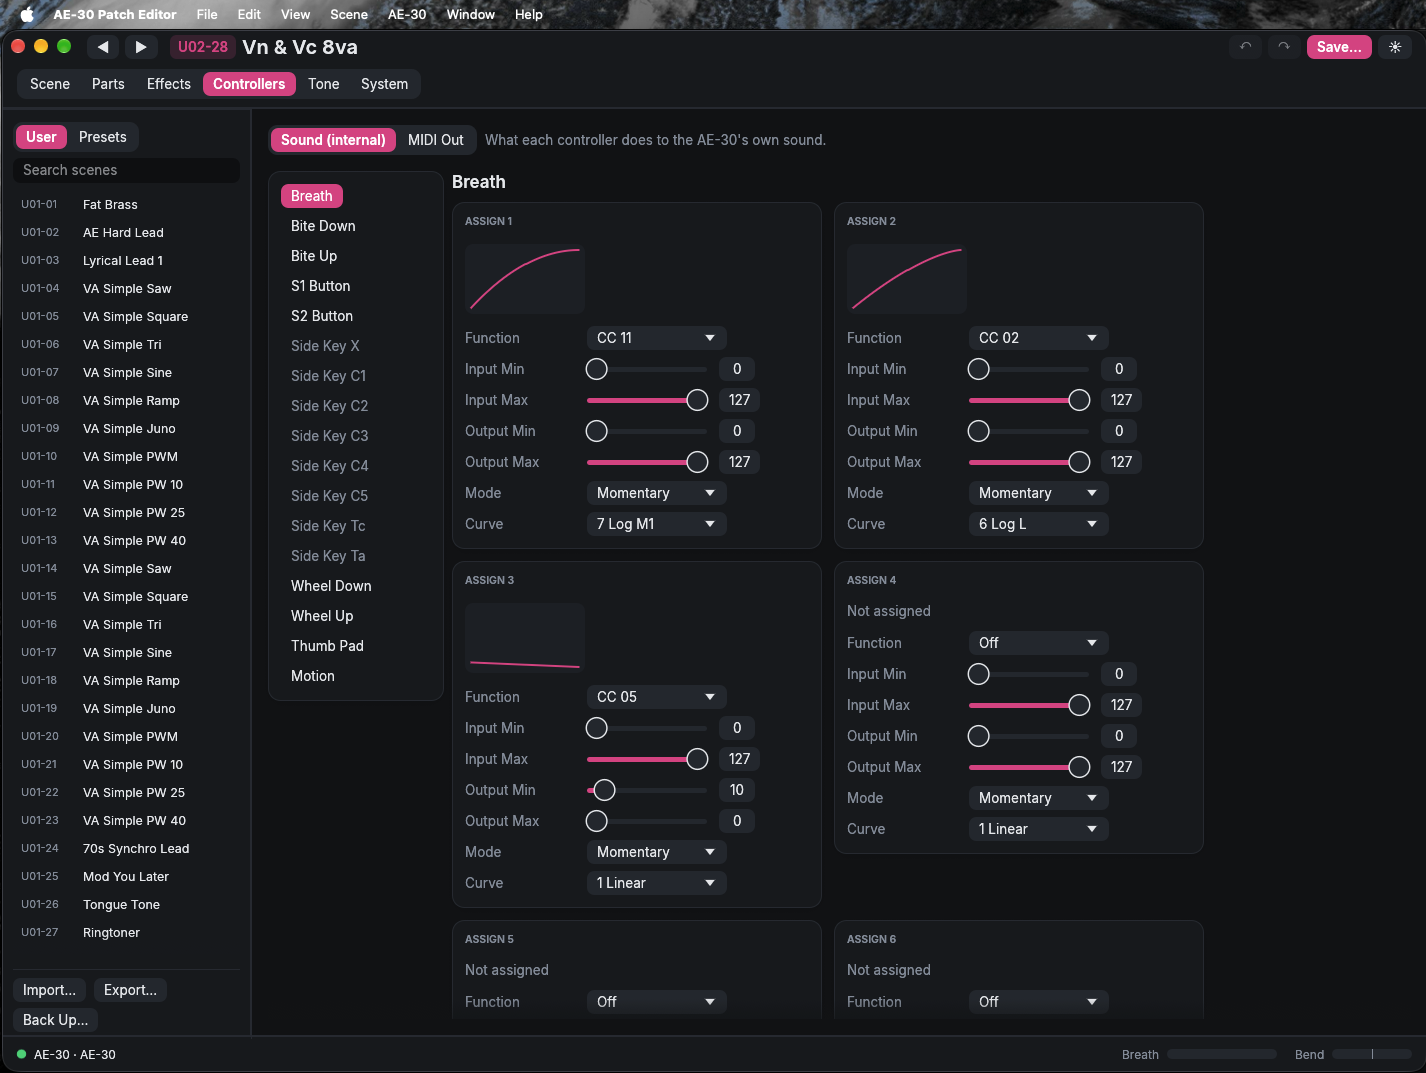 AE-30 Patch Editor File Edit View Scene AE-30 Window Help
U02-28 Vn & Vc 8va Save...
Scene Parts Effects Controllers Tone System
User Presets
Search scenes
U01-01 Fat Brass
U01-02 AE Hard Lead
U01-03 Lyrical Lead 1
U01-04 VA Simple Saw
U01-05 VA Simple Square
U01-06 VA Simple Tri
U01-07 VA Simple Sine
U01-08 VA Simple Ramp
U01-09 VA Simple Juno
U01-10 VA Simple PWM
U01-11 VA Simple PW 10
U01-12 VA Simple PW 25
U01-13 VA Simple PW 40
U01-14 VA Simple Saw
U01-15 VA Simple Square
U01-16 VA Simple Tri
U01-17 VA Simple Sine
U01-18 VA Simple Ramp
U01-19 VA Simple Juno
U01-20 VA Simple PWM
U01-21 VA Simple PW 10
U01-22 VA Simple PW 25
U01-23 VA Simple PW 40
U01-24 70s Synchro Lead
U01-25 Mod You Later
U01-26 Tongue Tone
U01-27 Ringtoner
Import... Export...
Back Up...
Sound (internal) MIDI Out What each controller does to the AE-30's own sound.
Breath
Bite Down
Bite Up
S1 Button
S2 Button
Side Key X
Side Key C1
Side Key C2
Side Key C3
Side Key C4
Side Key C5
Side Key Tc
Side Key Ta
Wheel Down
Wheel Up
Thumb Pad
Motion
Breath
ASSIGN 1
Function CC 11
Input Min 0
Input Max 127
Output Min 0
Output Max 127
Mode Momentary
Curve 7 Log M1
ASSIGN 2
Function CC 02
Input Min 0
Input Max 127
Output Min 0
Output Max 127
Mode Momentary
Curve 6 Log L
ASSIGN 3
Function CC 05
Input Min 0
Input Max 127
Output Min 10
Output Max 0
Mode Momentary
Curve 1 Linear
ASSIGN 4
Not assigned
Function Off
Input Min 0
Input Max 127
Output Min 0
Output Max 127
Mode Momentary
Curve 1 Linear
ASSIGN 5
Not assigned
Function Off
ASSIGN 6
Not assigned
Function Off
AE-30 · AE-30 Breath Bend